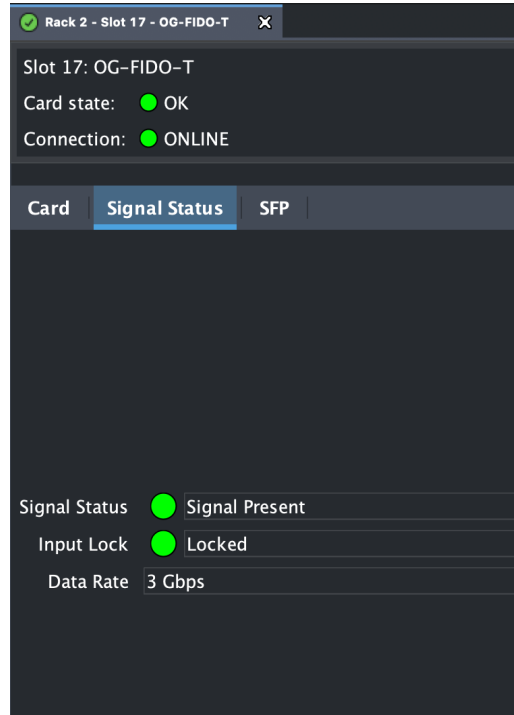 Rack 2 - Slot 17 - OG-FIDO-T
Slot 17: OG-FIDO-T
Card state: OK
Connection: ONLINE
Card Signal Status SFP
Signal Status Signal Present
Input Lock Locked
Data Rate 3 Gbps